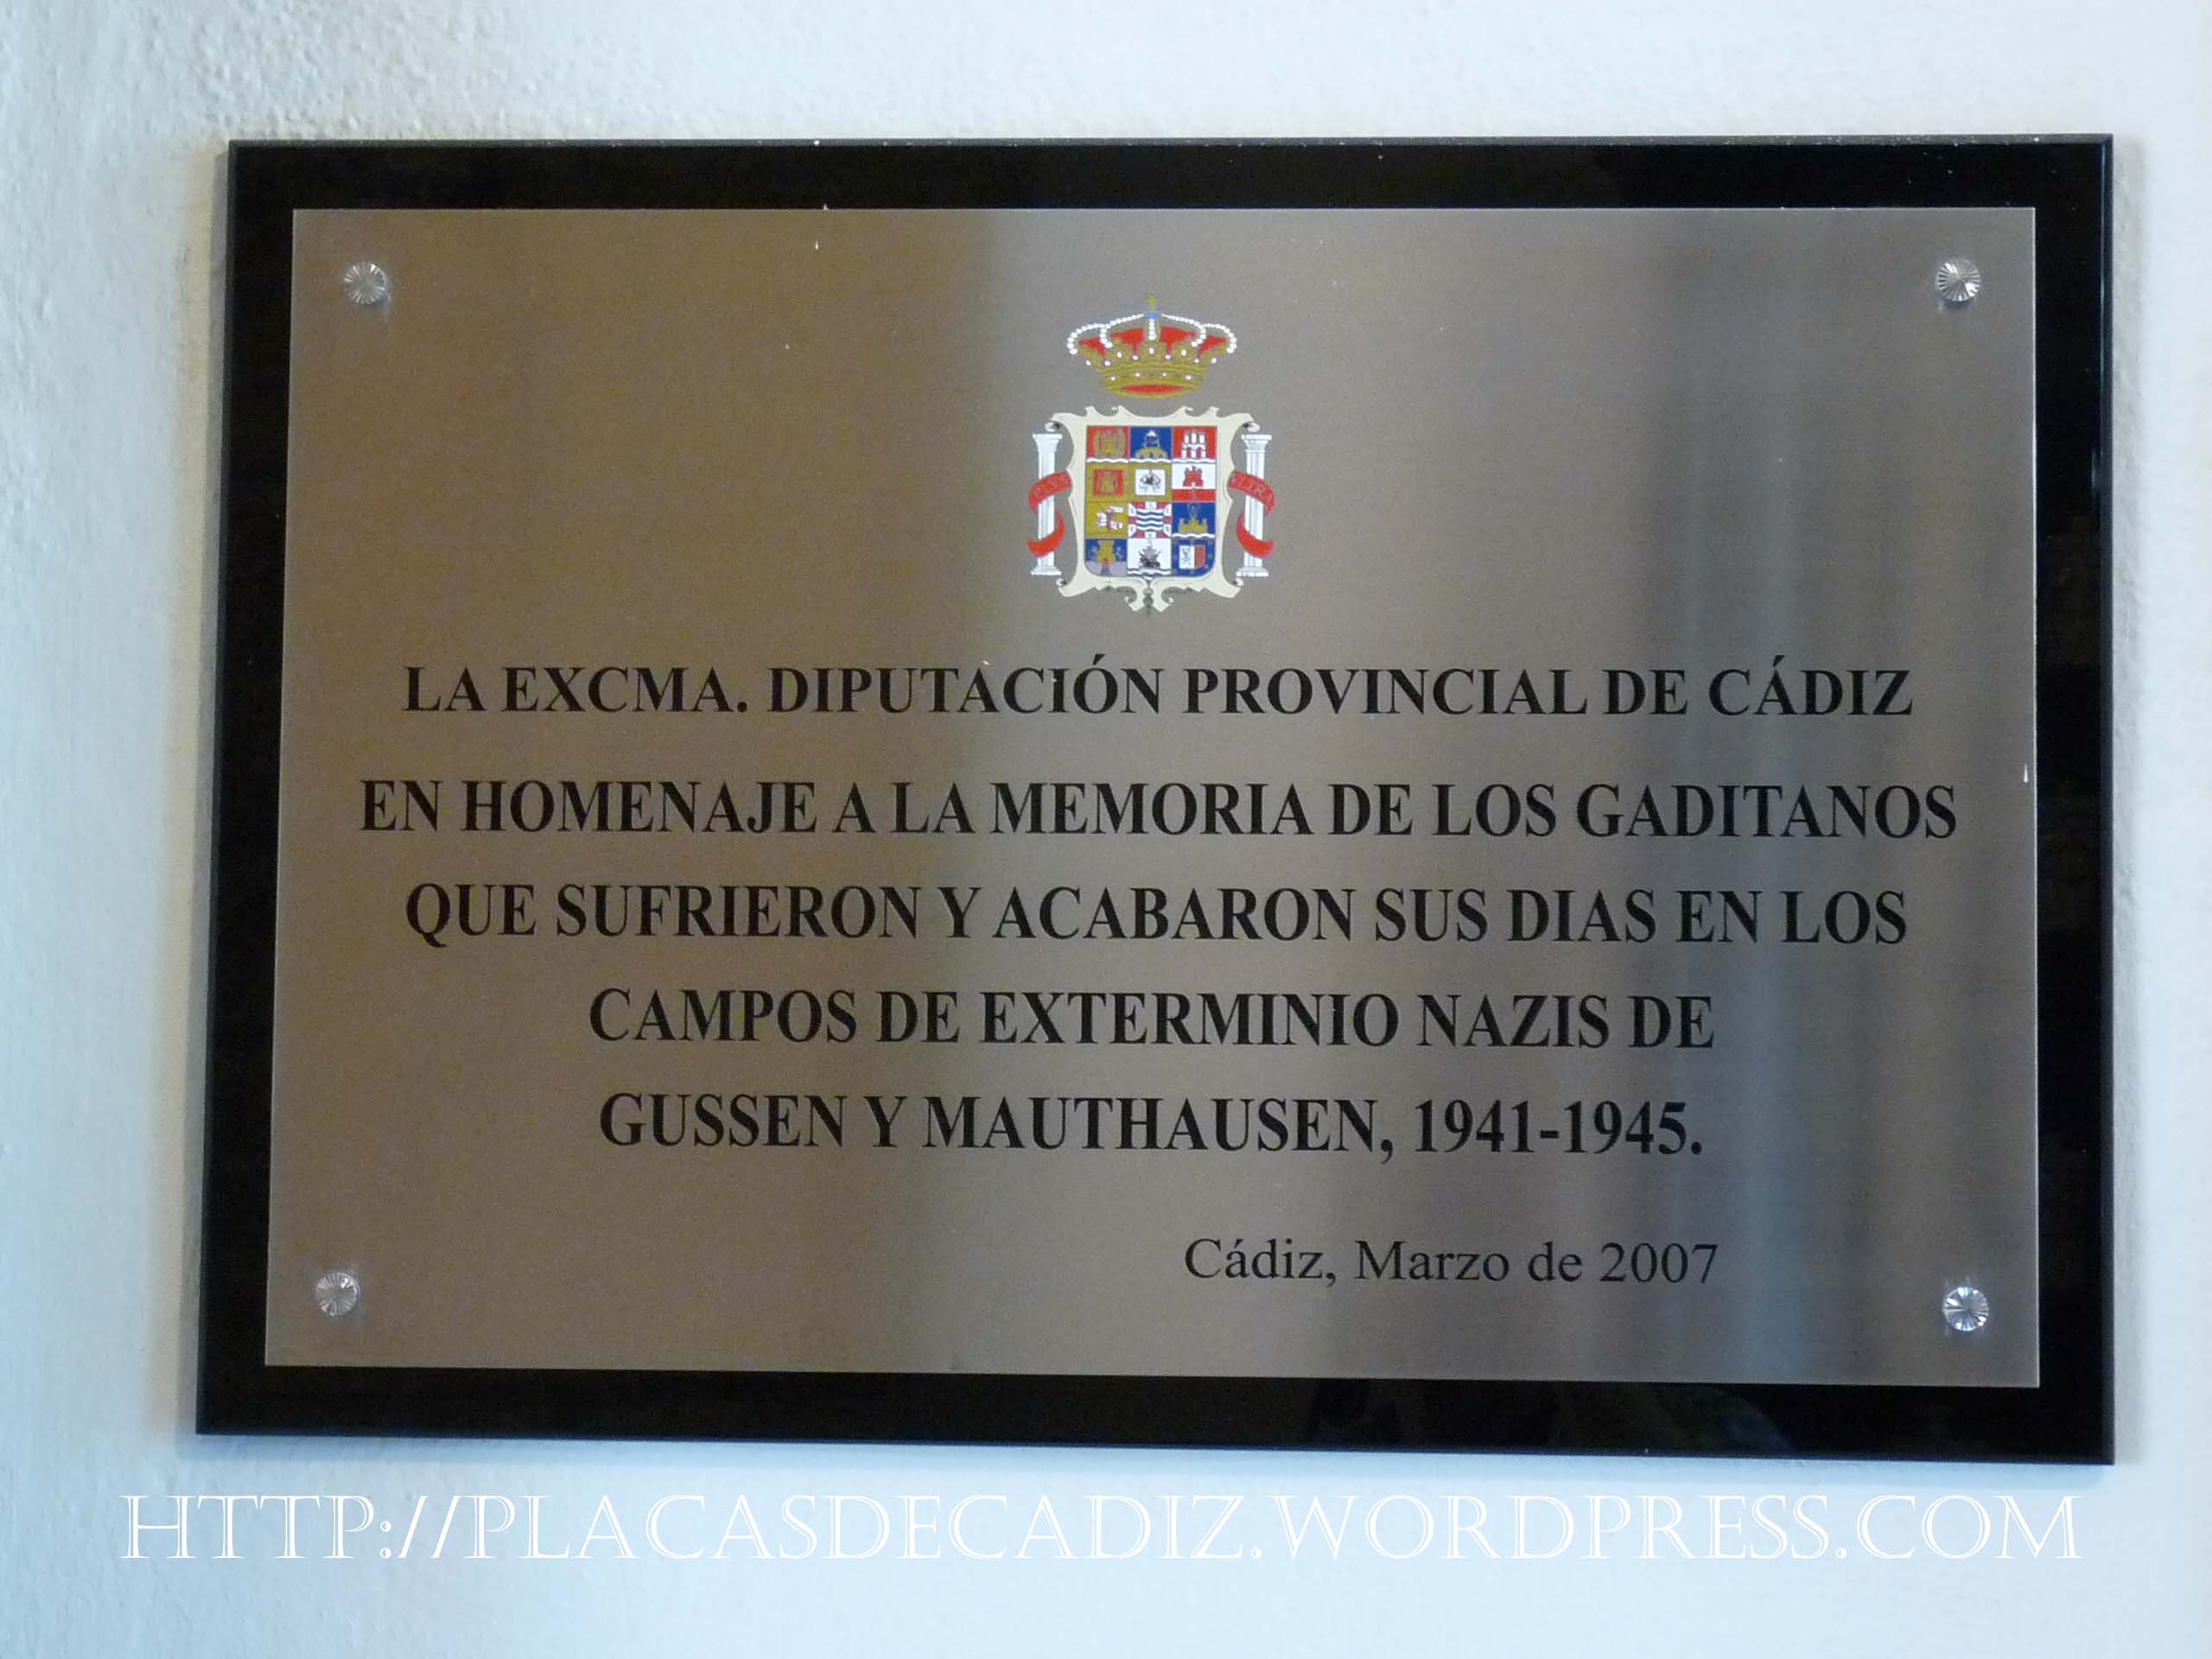 LA EXCMA. DIPUTACIÓN PROVINCIAL DE CÁDIZ
EN HOMENAJE A LA MEMORIA DE LOS GADITANOS
QUE SUFRIERON Y ACABARON SUS DIAS EN LOS
CAMPOS DE EXTERMINIO NAZIS DE
GUSSEN Y MAUTHAUSEN, 1941-1945.
Cádiz, Marzo de 2007
HTTP://PLACASDECADIZ.WORDPRESS.COM